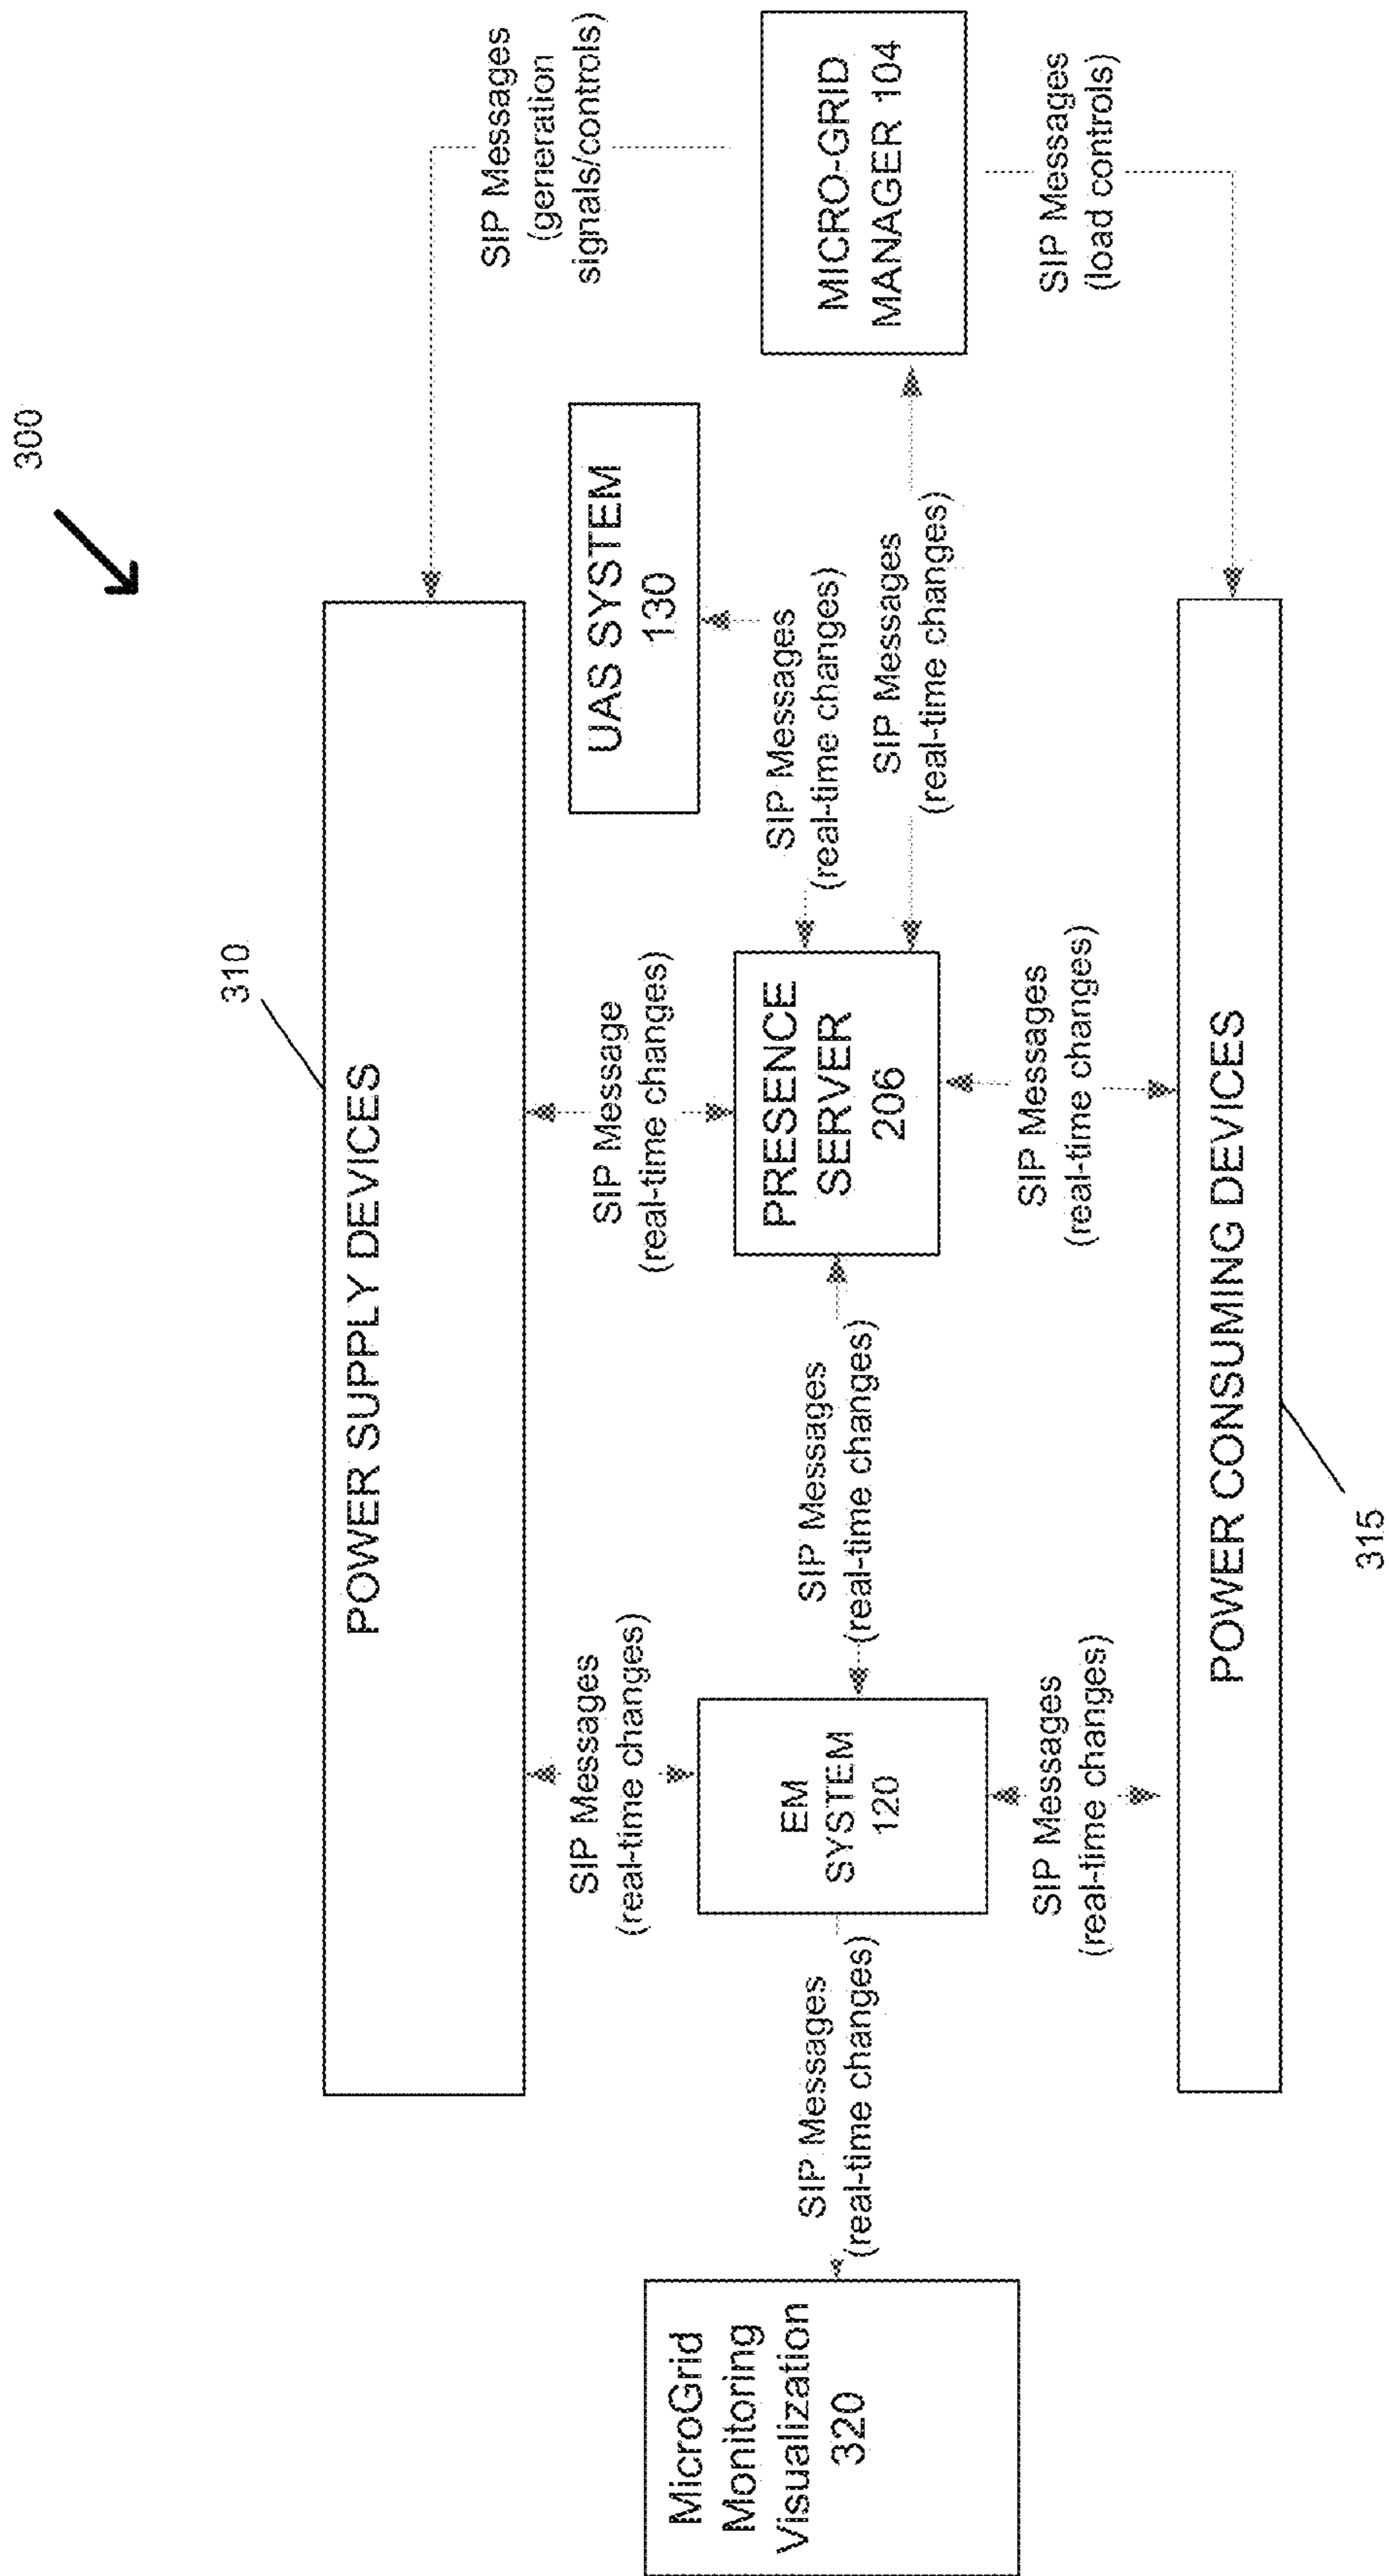 300
310
POWER SUPPLY DEVICES
SIP Messages
(generation
signals/controls)
SIP Messages
(real-time changes)
SIP Message
(real-time changes)
UAS SYSTEM
130
SIP Messages
(real-time changes)
MicroGrid
Monitoring
Visualization
320
SIP Messages
(real-time changes)
EM
SYSTEM
120
SIP Messages
(real-time changes)
PRESENCE
SERVER
206
SIP Messages
(real-time changes)
MICRO-GRID
MANAGER 104
SIP Messages
(real-time changes)
SIP Messages
(real-time changes)
SIP Messages
(load controls)
POWER CONSUMING DEVICES
315